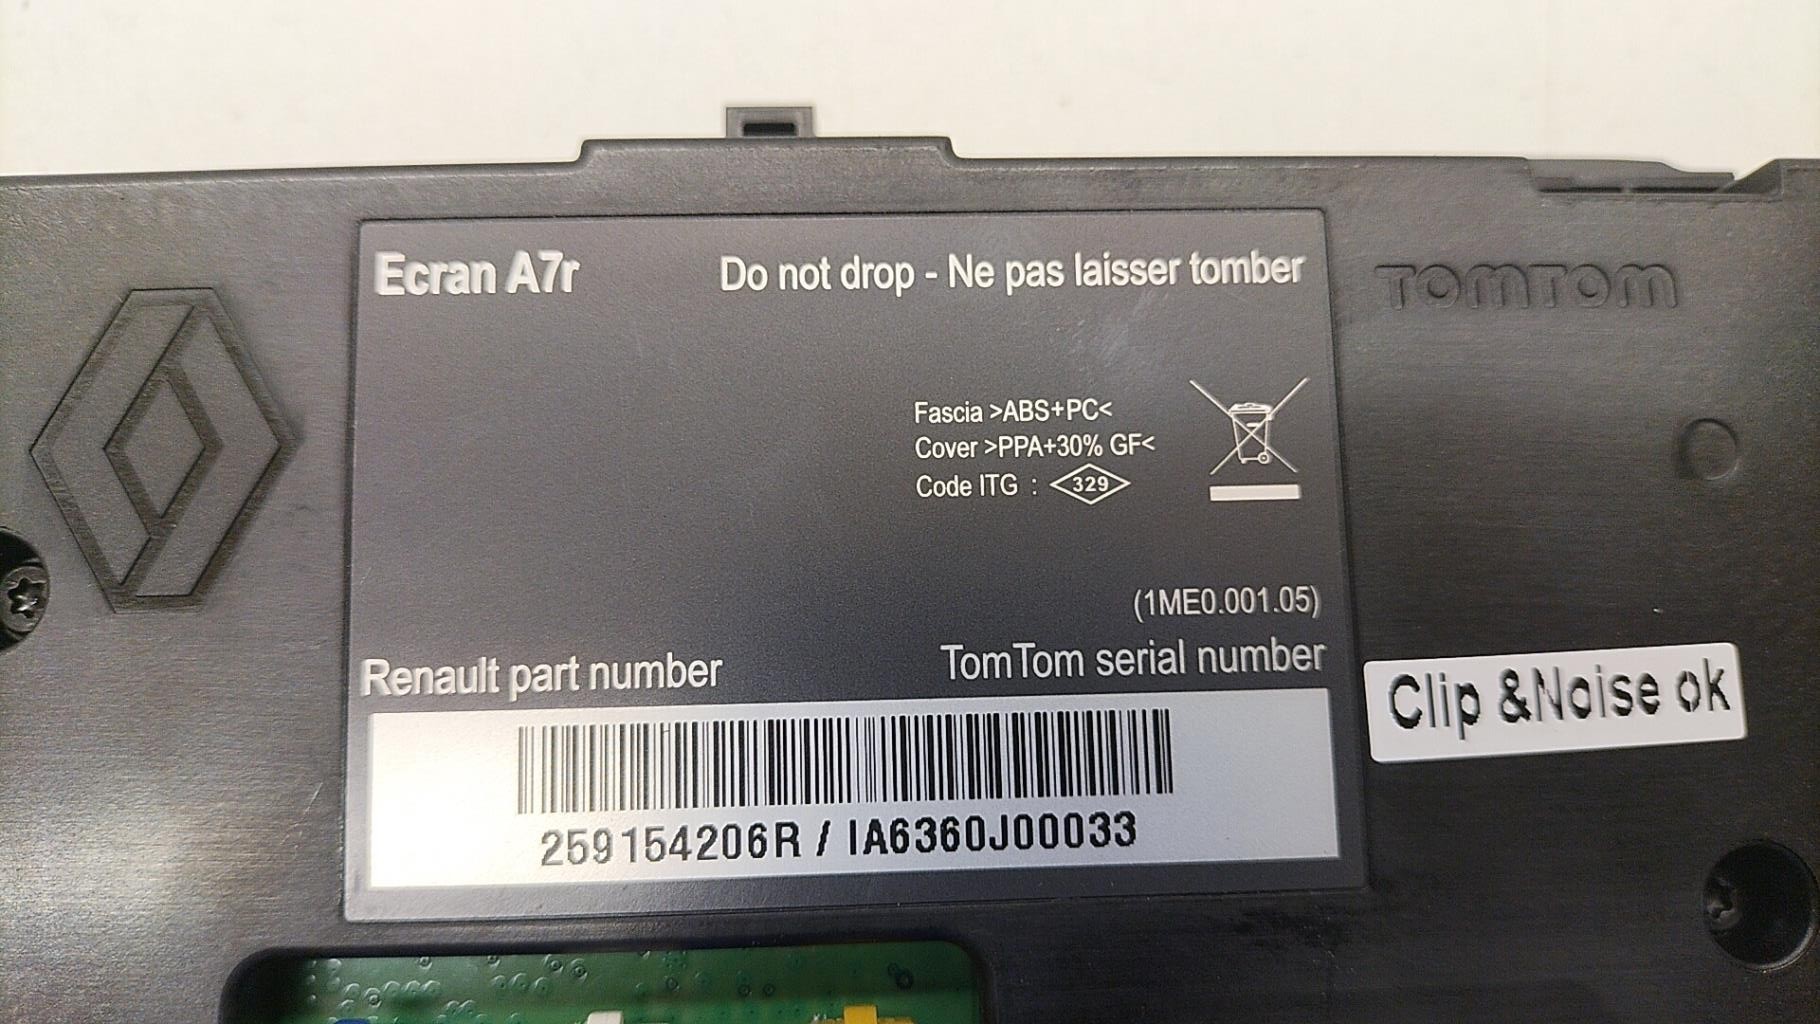 Ecran A7r
Do not drop - Ne pas laisser tomber
TOMTOM
Fascia >ABS+PC<
Cover >PPA+30% GF<
Code ITG : 329
(1ME0.001.05)
Renault part number
TomTom serial number
Clip &Noise ok
259154206R / IA6360J00033